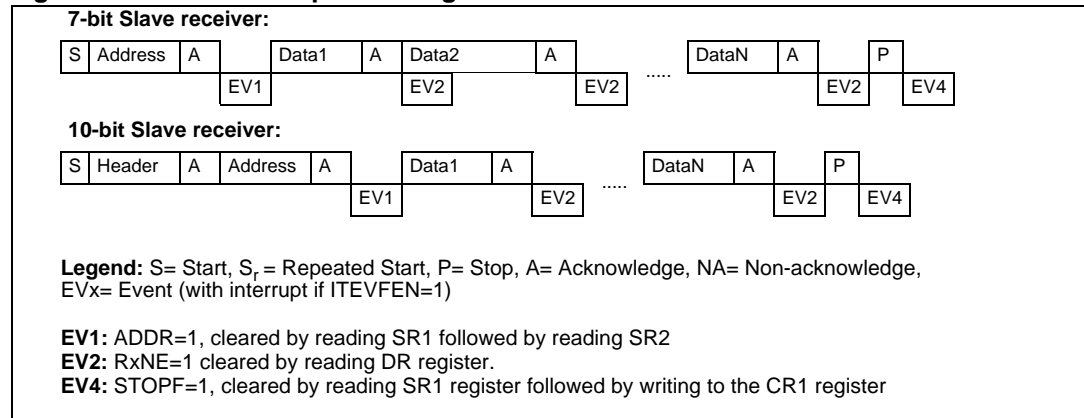 7-bit Slave receiver:
S Address A Data1 A Data2 A ..... DataN A P
EV1 EV2 EV2 EV2 EV4
10-bit Slave receiver:
S Header A Address A Data1 A ..... DataN A P
EV1 EV2 EV2 EV4
Legend: S= Start, Sr = Repeated Start, P= Stop, A= Acknowledge, NA= Non-acknowledge,
EVx= Event (with interrupt if ITEVFEN=1)
EV1: ADDR=1, cleared by reading SR1 followed by reading SR2
EV2: RxNE=1 cleared by reading DR register.
EV4: STOPF=1, cleared by reading SR1 register followed by writing to the CR1 register